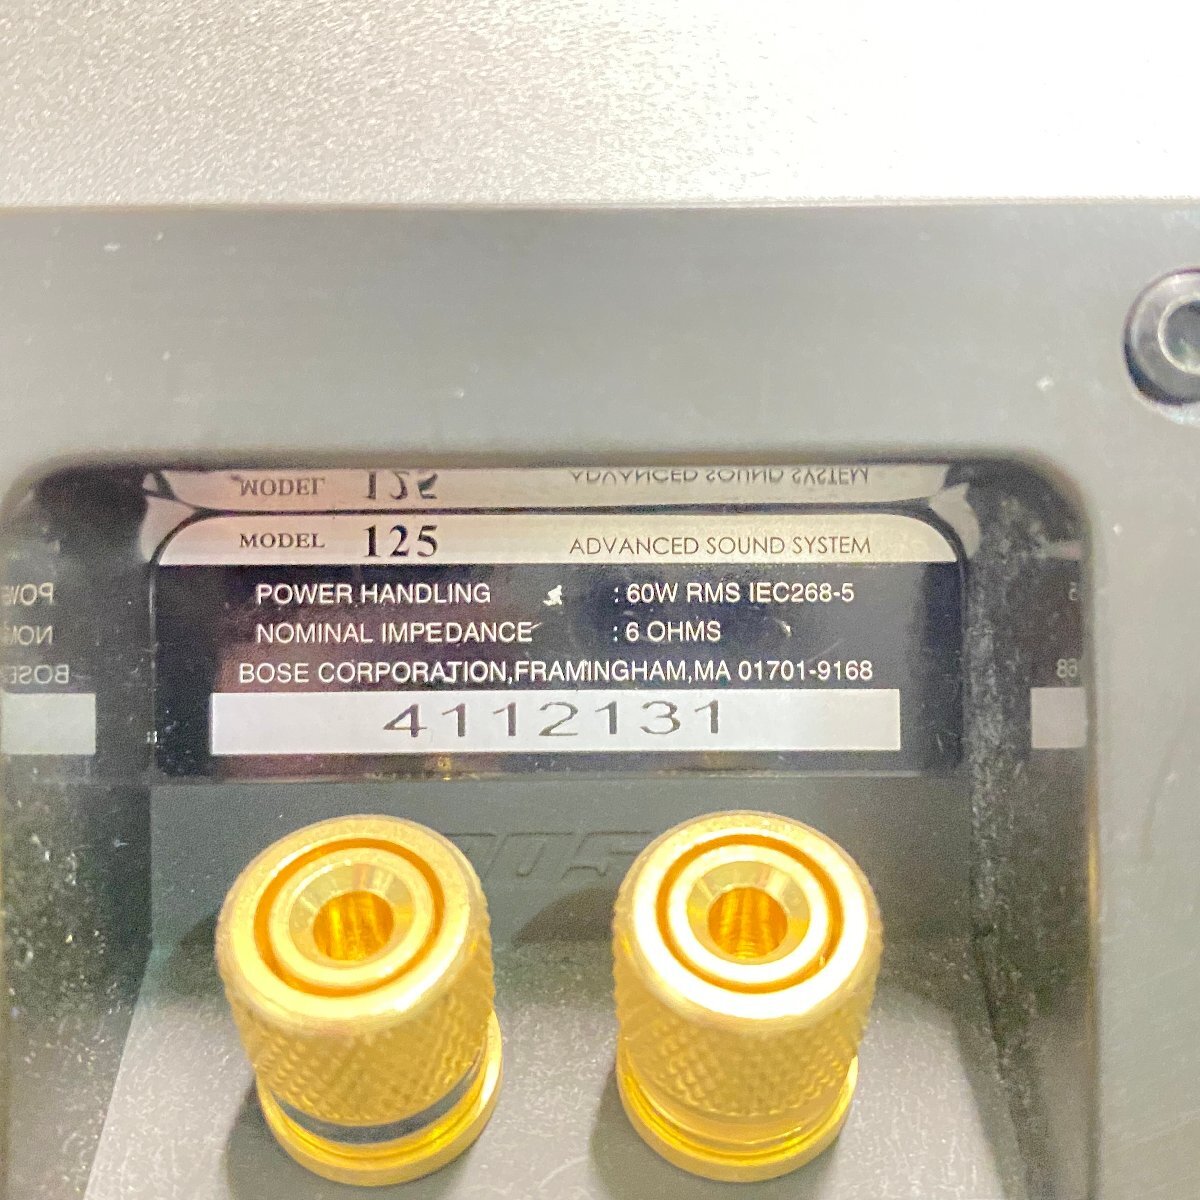 MODEL 125 ADVANCED SOUND SYSTEM
POWER HANDLING : 60W RMS IEC268-5
NOMINAL IMPEDANCE : 6 OHMS
BOSE CORPORATION,FRAMINGHAM,MA 01701-9168
4112131